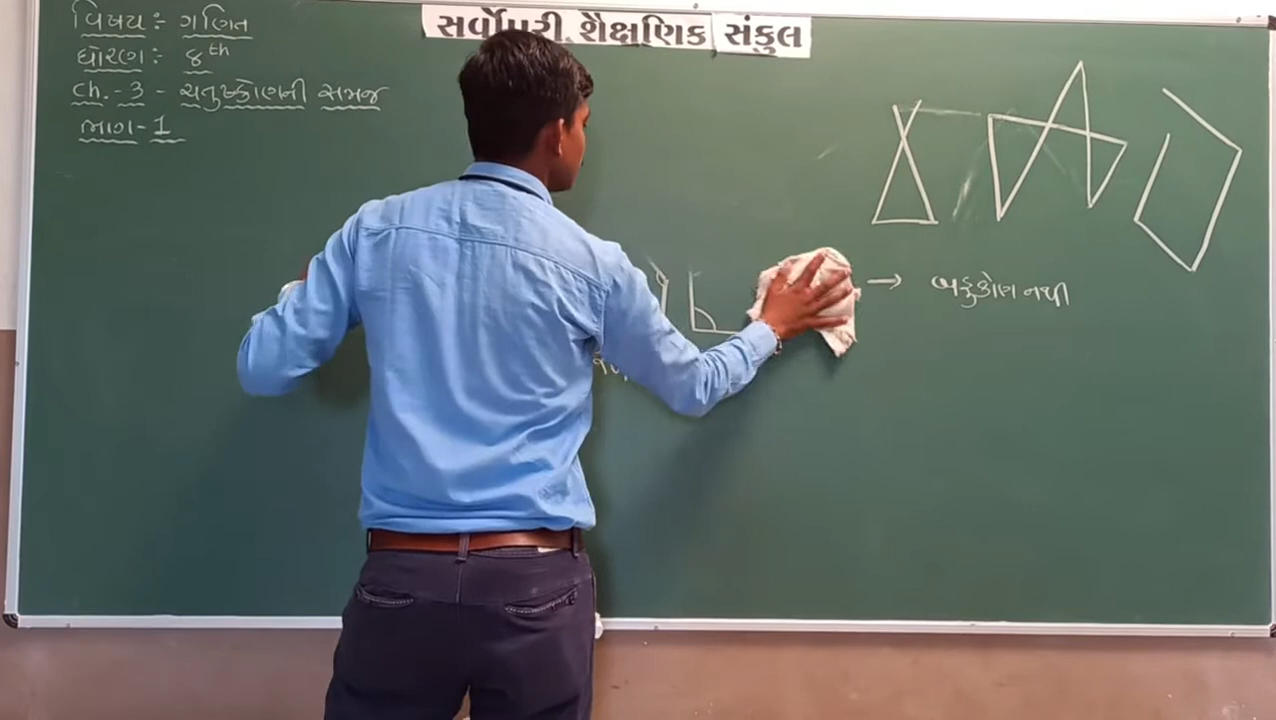 સર્વોપરી શૈક્ષણિક સંકુલ
વિષય :- ગણિત
ધોરણ :- ૪th
Ch. - 3 - ચતુષ્કોણની સમજ
ભાગ - 1
→ બહુકોણ નથી